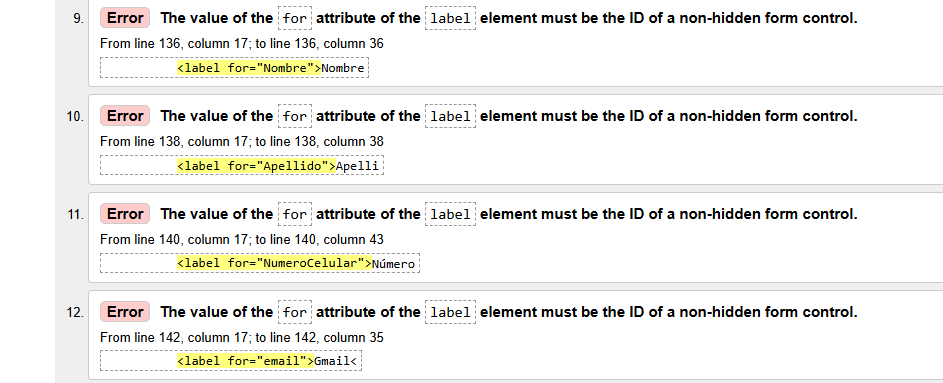 9. Error The value of the for attribute of the label element must be the ID of a non-hidden form control.
From line 136, column 17; to line 136, column 36
<label for="Nombre">Nombre
10. Error The value of the for attribute of the label element must be the ID of a non-hidden form control.
From line 138, column 17; to line 138, column 38
<label for="Apellido">Apelli
11. Error The value of the for attribute of the label element must be the ID of a non-hidden form control.
From line 140, column 17; to line 140, column 43
<label for="NumeroCelular">Número
12. Error The value of the for attribute of the label element must be the ID of a non-hidden form control.
From line 142, column 17; to line 142, column 35
<label for="email">Gmail<